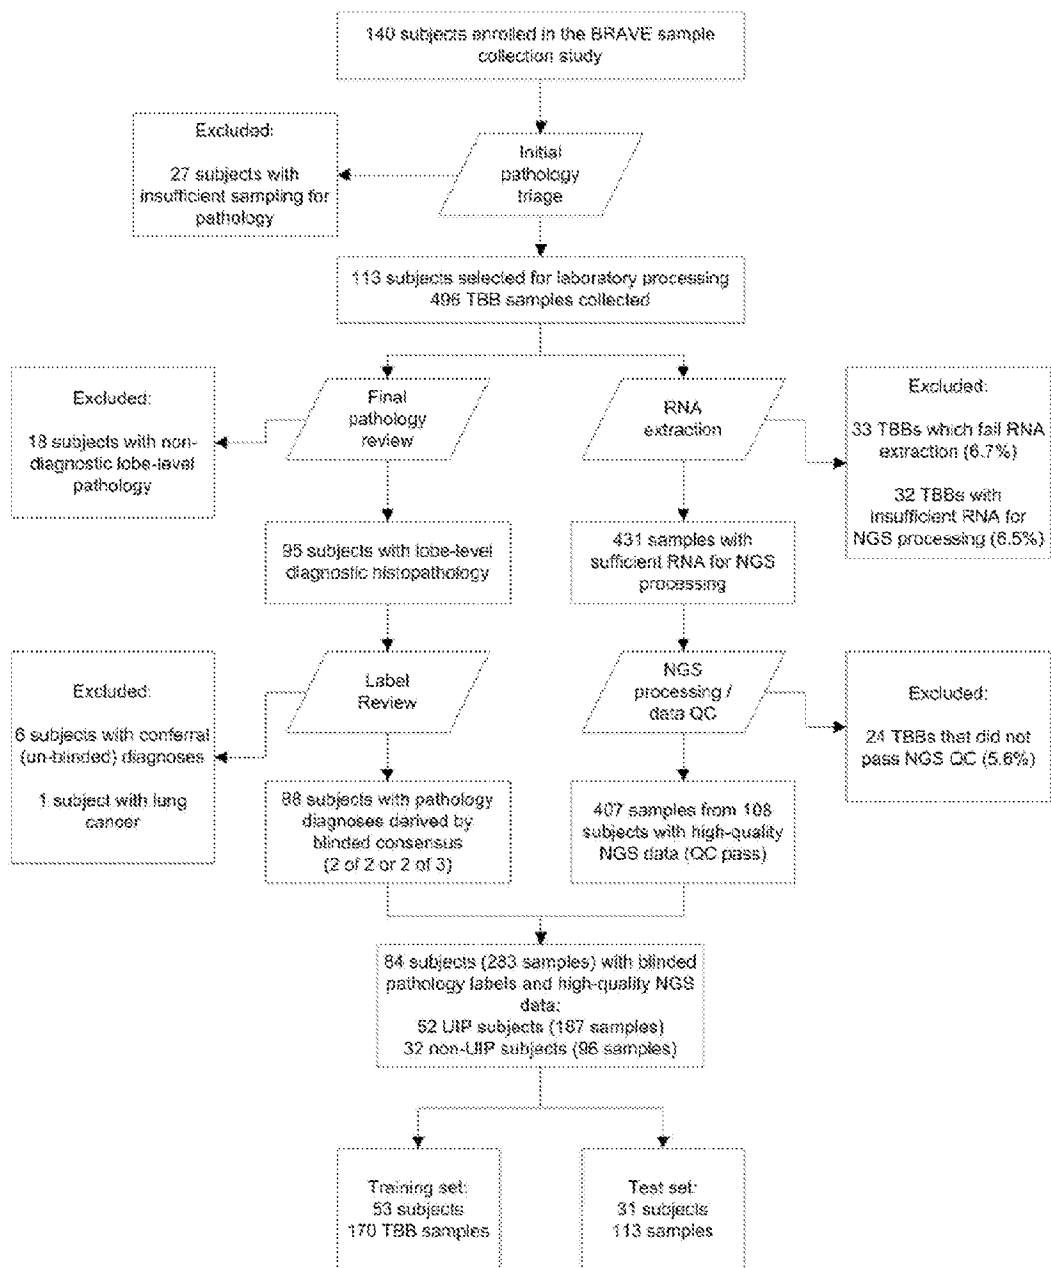 140 subjects enrolled in the BRAVE sample
collection study
Excluded:
27 subjects with
insufficient sampling for
pathology
Initial
pathology
triage
113 subjects selected for laboratory processing
496 TBB samples collected
Excluded:
18 subjects with non-
diagnostic lobe-level
pathology
Final
pathology
review
RNA
extraction
Excluded:
33 TBBs which fail RNA
extraction (6.7%)
32 TBBs with
insufficient RNA for
NGS processing (6.5%)
95 subjects with lobe-level
diagnostic histopathology
431 samples with
sufficient RNA for NGS
processing
Excluded:
6 subjects with conferral
(un-blinded) diagnoses
1 subject with lung
cancer
Label
Review
NGS
processing /
data QC
Excluded:
24 TBBs that did not
pass NGS QC (5.6%)
88 subjects with pathology
diagnoses derived by
blinded consensus
(2 of 2 or 2 of 3)
407 samples from 108
subjects with high-quality
NGS data (QC pass)
84 subjects (283 samples) with blinded
pathology labels and high-quality NGS
data:
52 UIP subjects (187 samples)
32 non-UIP subjects (96 samples)
Training set:
53 subjects
170 TBB samples
Test set:
31 subjects
113 samples